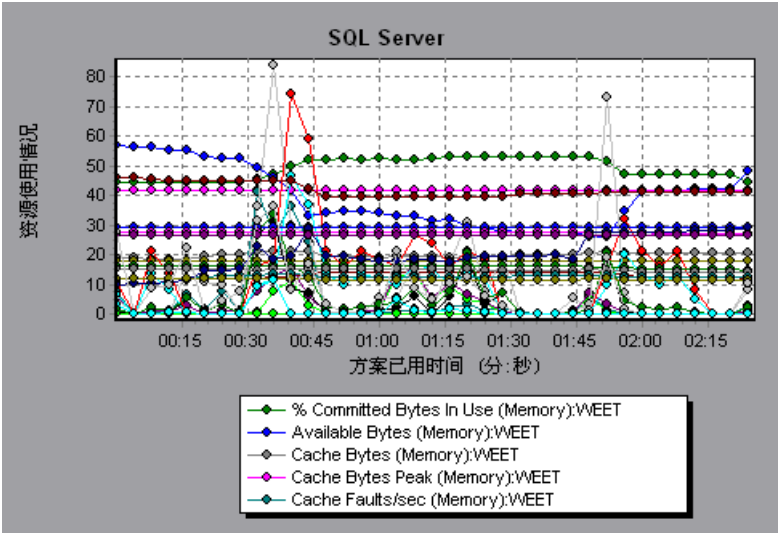 SQL Server
资源使用情况
80
70
60
50
40
30
20
10
0
00:15 00:30 00:45 01:00 01:15 01:30 01:45 02:00 02:15
方案已用时间 (分:秒)
% Committed Bytes In Use (Memory):WEET
Available Bytes (Memory):WEET
Cache Bytes (Memory):WEET
Cache Bytes Peak (Memory):WEET
Cache Faults/sec (Memory):WEET